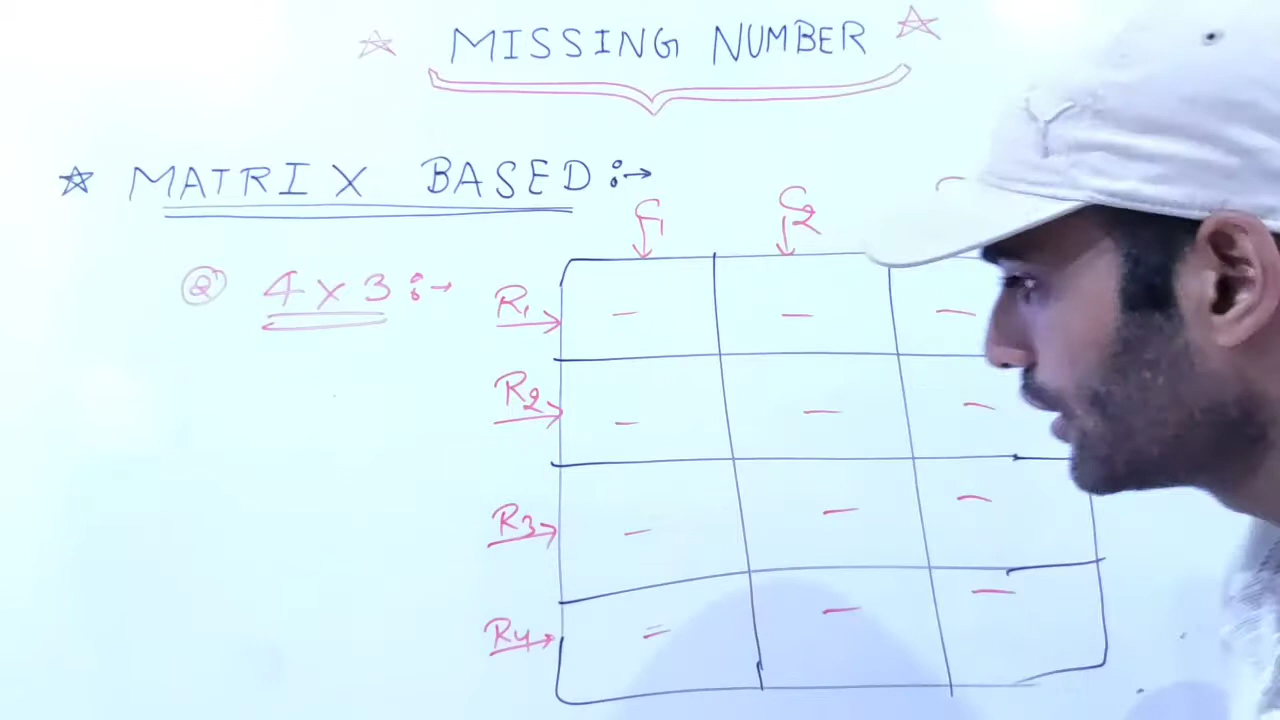 ☆ MISSING NUMBER ☆
☆ MATRIX BASED :→
C1 C2
Q 4 x 3 :→
R1
R2
R3
R4